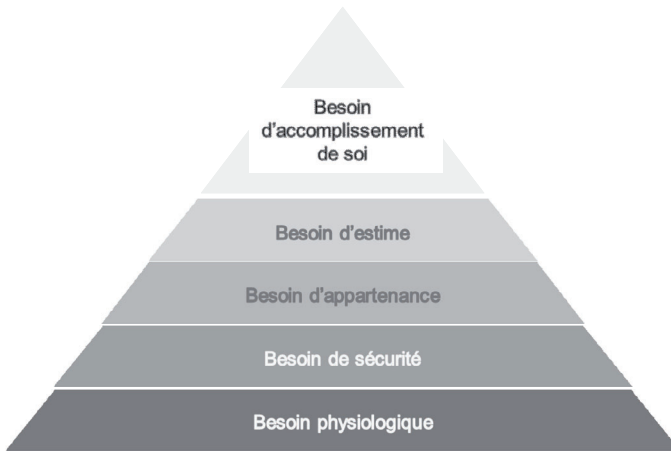 Besoin
d'accomplissement
de soi
Besoin d'estime
Besoin d'appartenance
Besoin de sécurité
Besoin physiologique